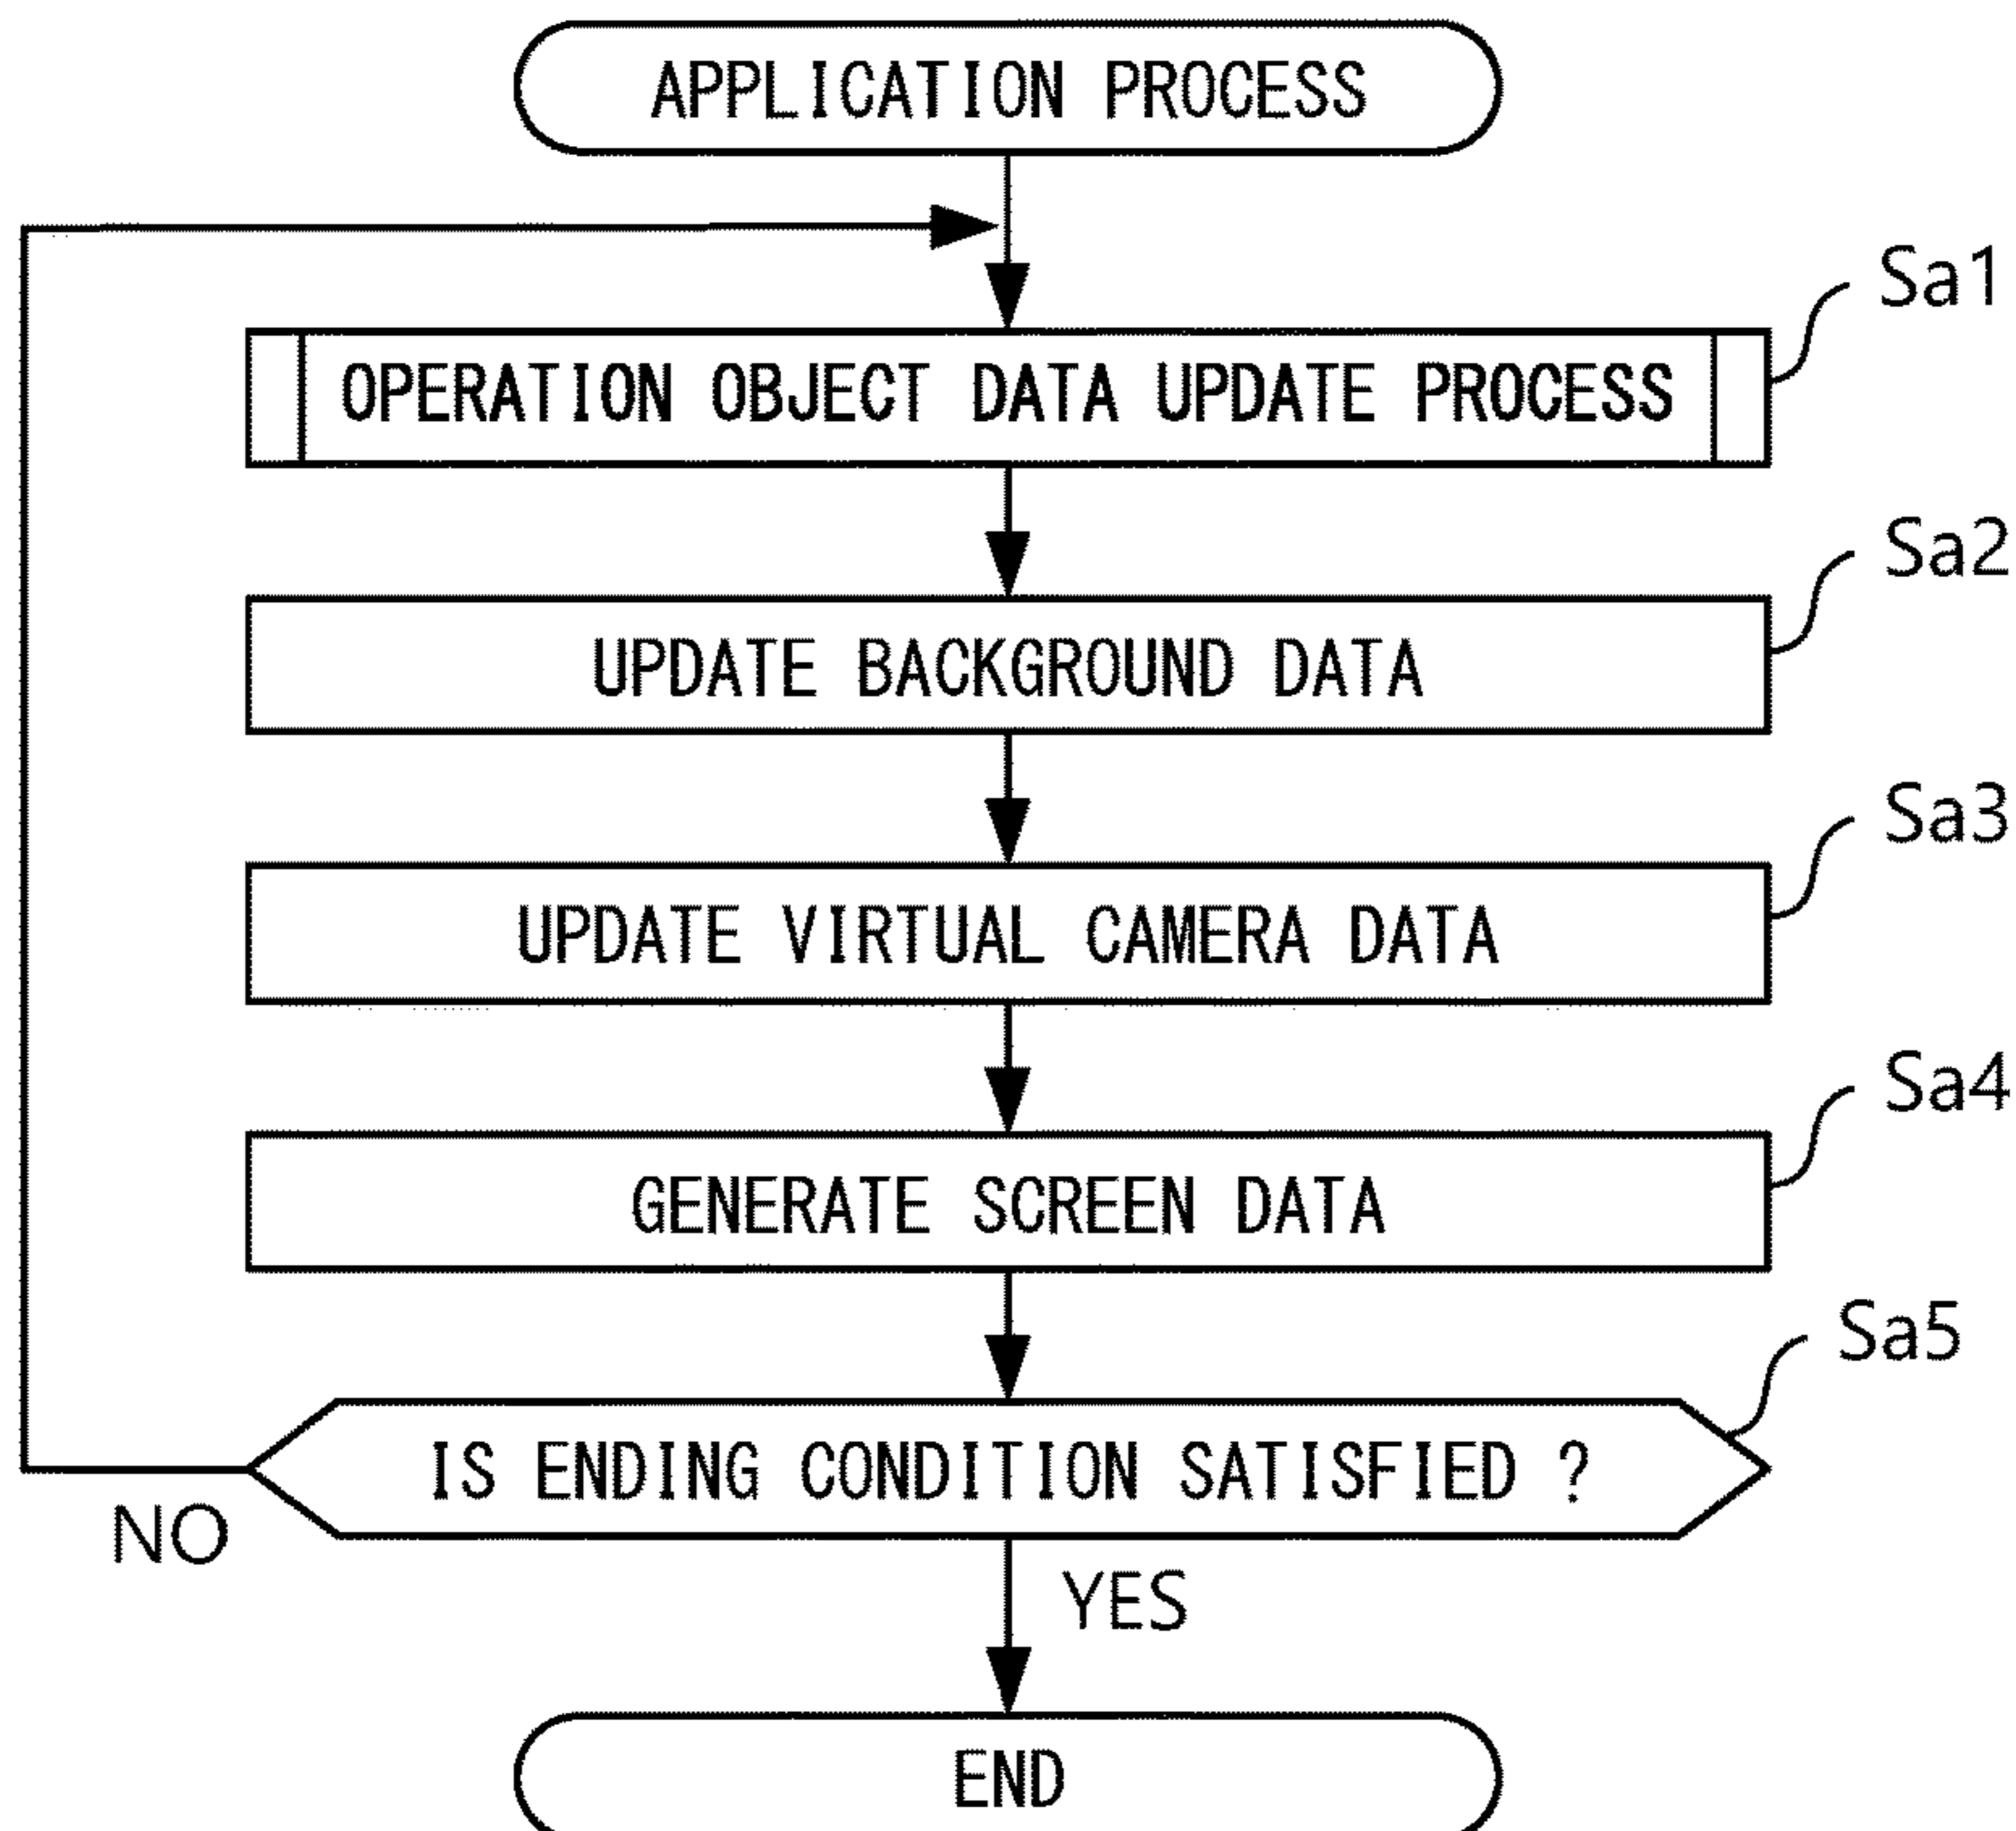 APPLICATION PROCESS
Sa1
OPERATION OBJECT DATA UPDATE PROCESS
Sa2
UPDATE BACKGROUND DATA
Sa3
UPDATE VIRTUAL CAMERA DATA
Sa4
GENERATE SCREEN DATA
Sa5
IS ENDING CONDITION SATISFIED ?
NO
YES
END